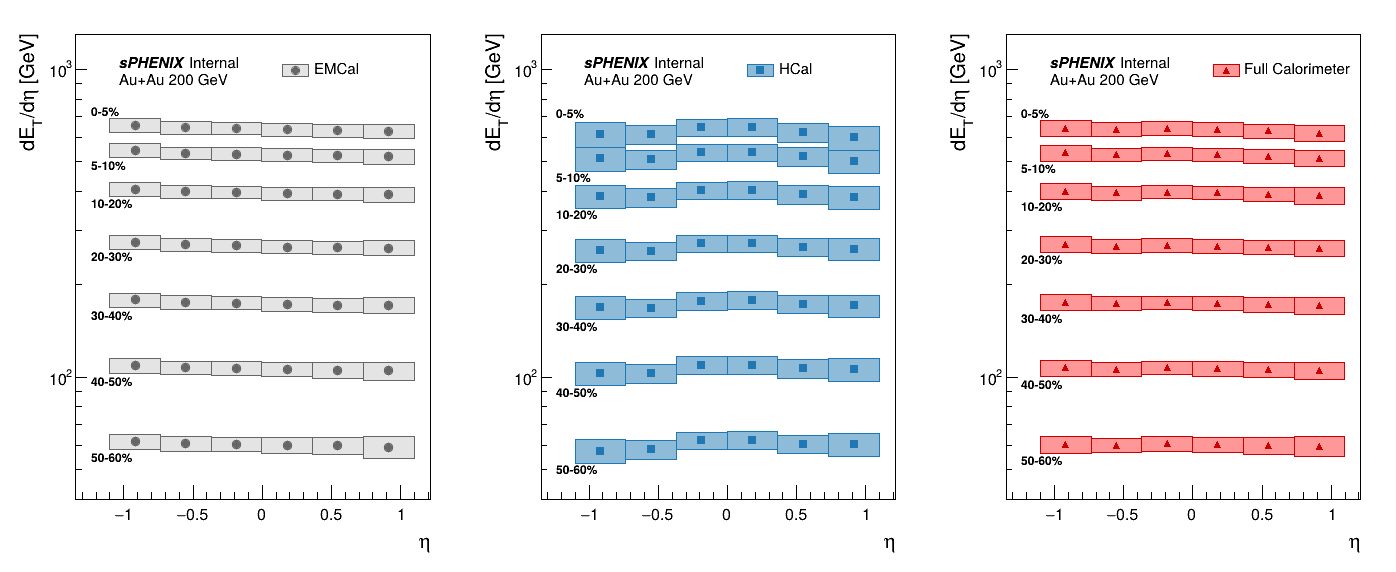 dE_T/dη [GeV]
10^3
10^2
sPHENIX Internal
Au+Au 200 GeV
EMCal
0-5%
5-10%
10-20%
20-30%
30-40%
40-50%
50-60%
−1 −0.5 0 0.5 1
η
dE_T/dη [GeV]
10^3
10^2
sPHENIX Internal
Au+Au 200 GeV
HCal
0-5%
5-10%
10-20%
20-30%
30-40%
40-50%
50-60%
−1 −0.5 0 0.5 1
η
dE_T/dη [GeV]
10^3
10^2
sPHENIX Internal
Au+Au 200 GeV
Full Calorimeter
0-5%
5-10%
10-20%
20-30%
30-40%
40-50%
50-60%
−1 −0.5 0 0.5 1
η